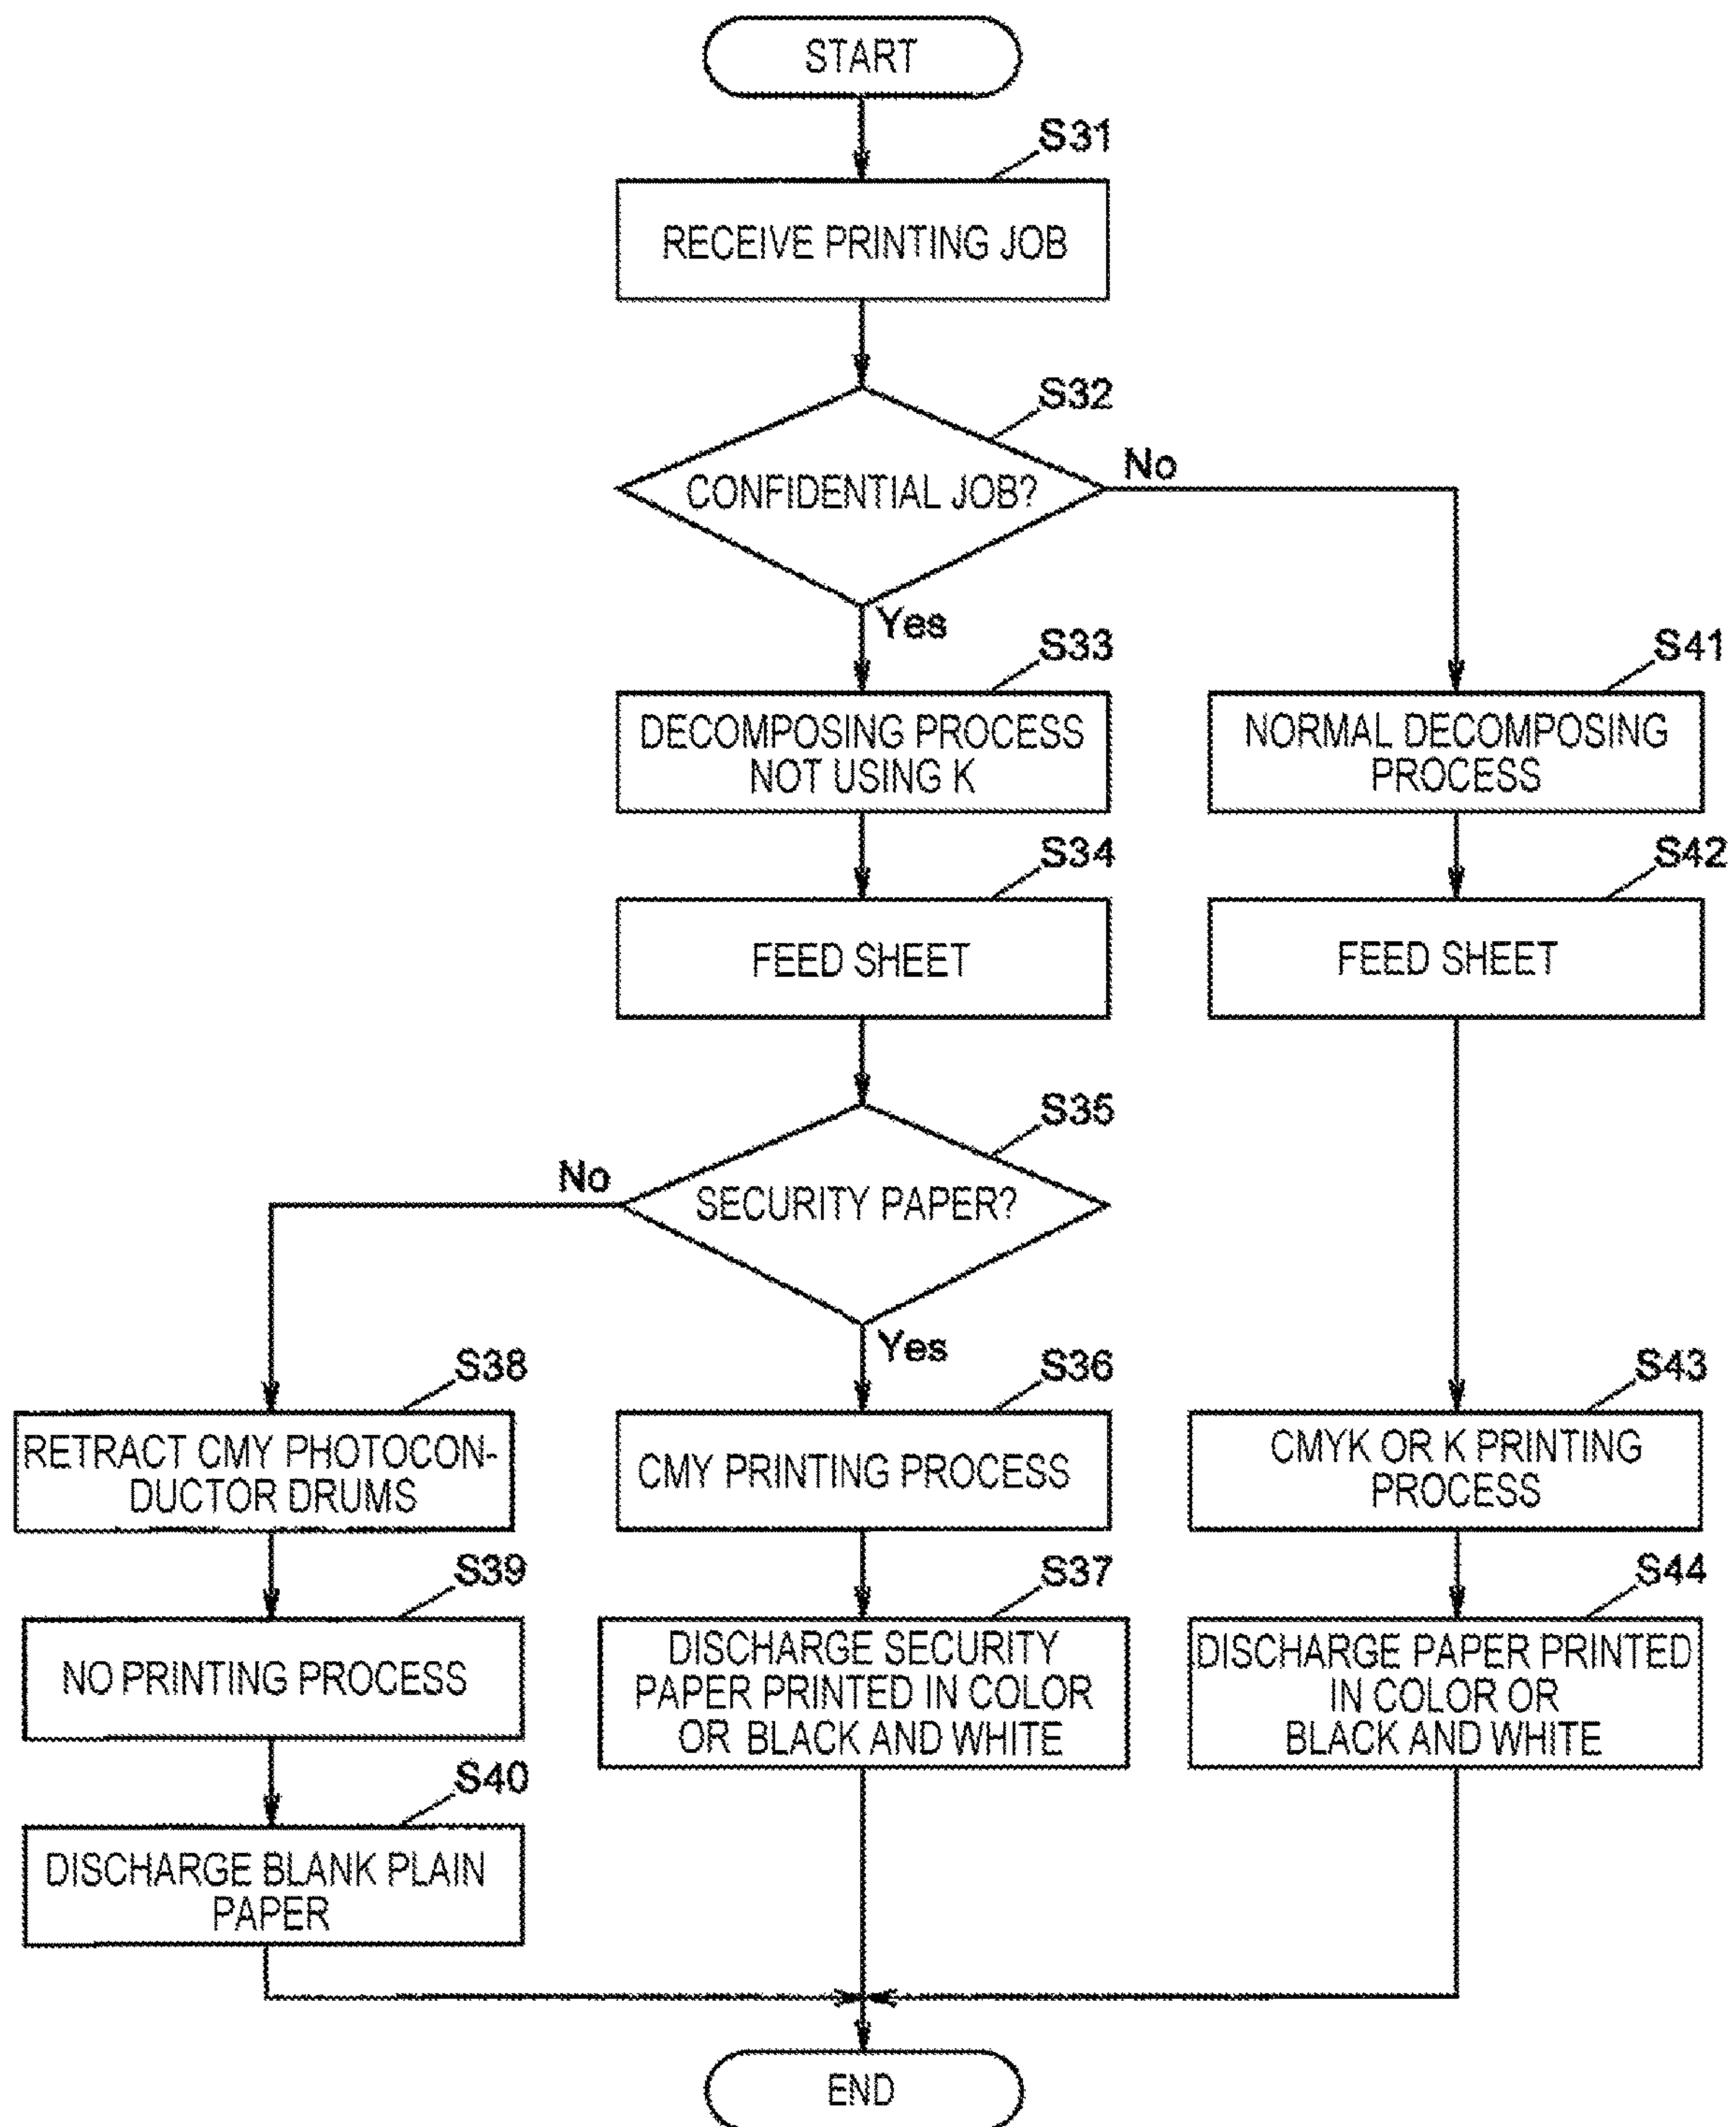 START
S31
RECEIVE PRINTING JOB
S32
CONFIDENTIAL JOB?
No
Yes
S33
DECOMPOSING PROCESS
NOT USING K
S41
NORMAL DECOMPOSING
PROCESS
S34
FEED SHEET
S42
FEED SHEET
S35
SECURITY PAPER?
No
Yes
S38
RETRACT CMY PHOTOCON-
DUCTOR DRUMS
S36
CMY PRINTING PROCESS
S43
CMYK OR K PRINTING
PROCESS
S39
NO PRINTING PROCESS
S37
DISCHARGE SECURITY
PAPER PRINTED IN COLOR
OR BLACK AND WHITE
S44
DISCHARGE PAPER PRINTED
IN COLOR OR
BLACK AND WHITE
S40
DISCHARGE BLANK PLAIN
PAPER
END